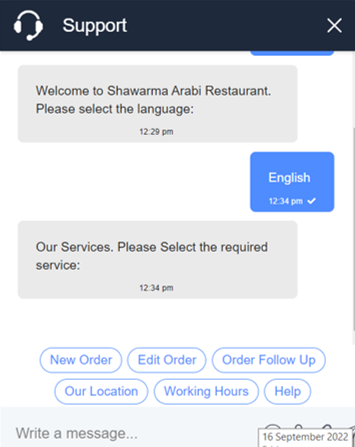 Support
Welcome to Shawarma Arabi Restaurant.
Please select the language:
12:29 pm
English
12:34 pm
Our Services. Please Select the required
service:
12:34 pm
New Order Edit Order Order Follow Up
Our Location Working Hours Help
Write a message...
16 September 2022